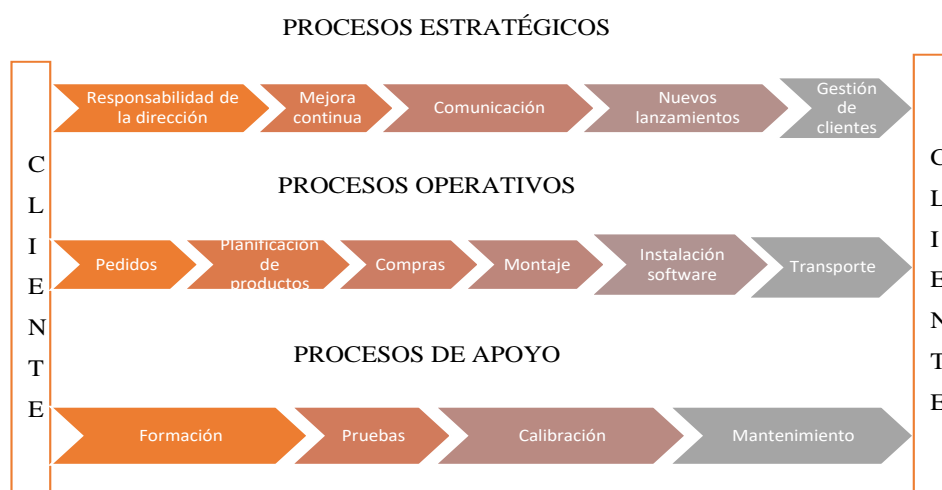 PROCESOS ESTRATÉGICOS
Responsabilidad de
la dirección
Mejora
continua
Comunicación
Nuevos
lanzamientos
Gestión
de
clientes
PROCESOS OPERATIVOS
Pedidos
Planificación
de
productos
Compras
Montaje
Instalación
software
Transporte
PROCESOS DE APOYO
Formación
Pruebas
Calibración
Mantenimiento
C
L
I
E
N
T
E
C
L
I
E
N
T
E